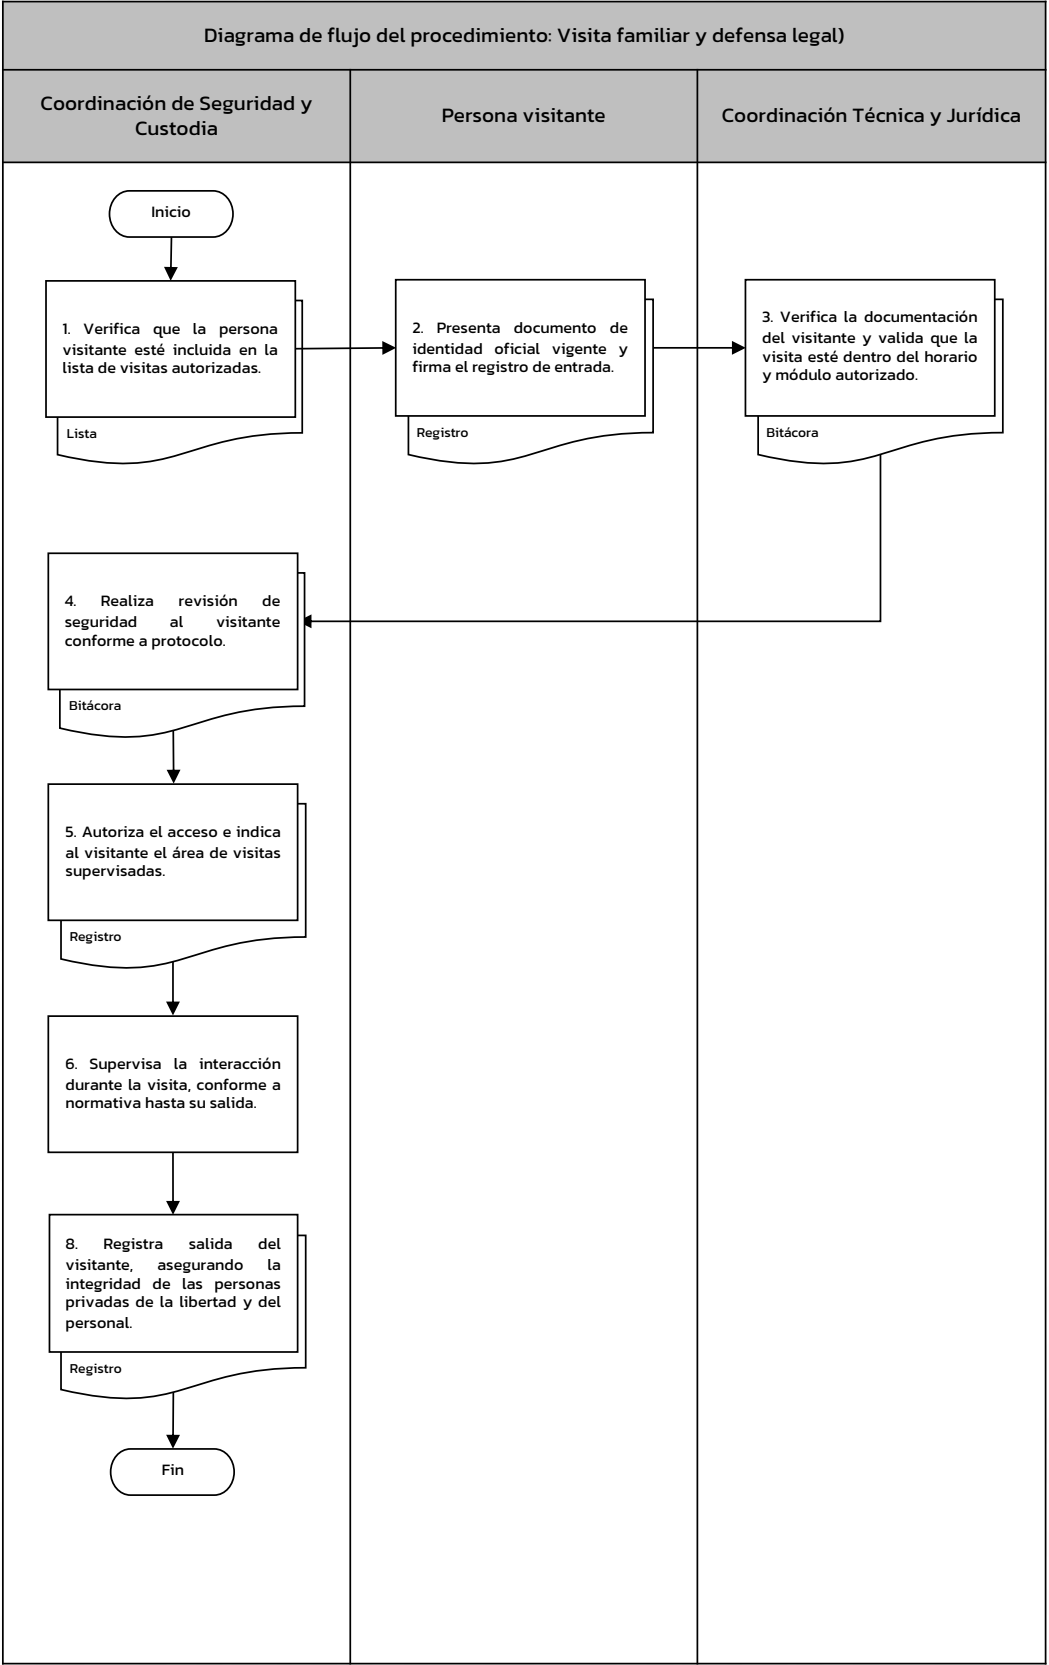 Diagrama de flujo del procedimiento: Visita familiar y defensa legal)
Coordinación de Seguridad y
Custodia
Persona visitante
Coordinación Técnica y Jurídica
Inicio
1. Verifica que la persona
visitante esté incluida en la
lista de visitas autorizadas.
Lista
2. Presenta documento de
identidad oficial vigente y
firma el registro de entrada.
Registro
3. Verifica la documentación
del visitante y valida que la
visita esté dentro del horario
y módulo autorizado.
Bitácora
4. Realiza revisión de
seguridad al visitante
conforme a protocolo.
Bitácora
5. Autoriza el acceso e indica
al visitante el área de visitas
supervisadas.
Registro
6. Supervisa la interacción
durante la visita, conforme a
normativa hasta su salida.
8. Registra salida del
visitante, asegurando la
integridad de las personas
privadas de la libertad y del
personal.
Registro
Fin